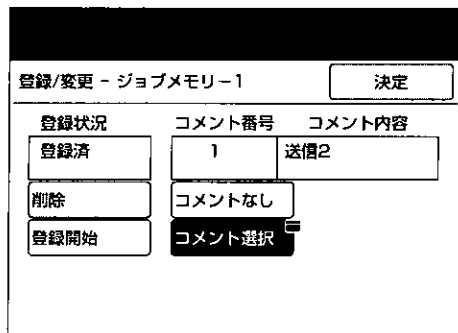 登録/変更 - ジョブメモリー1
決定
登録状況 コメント番号 コメント内容
登録済 1 送信2
削除 コメントなし
登録開始 コメント選択